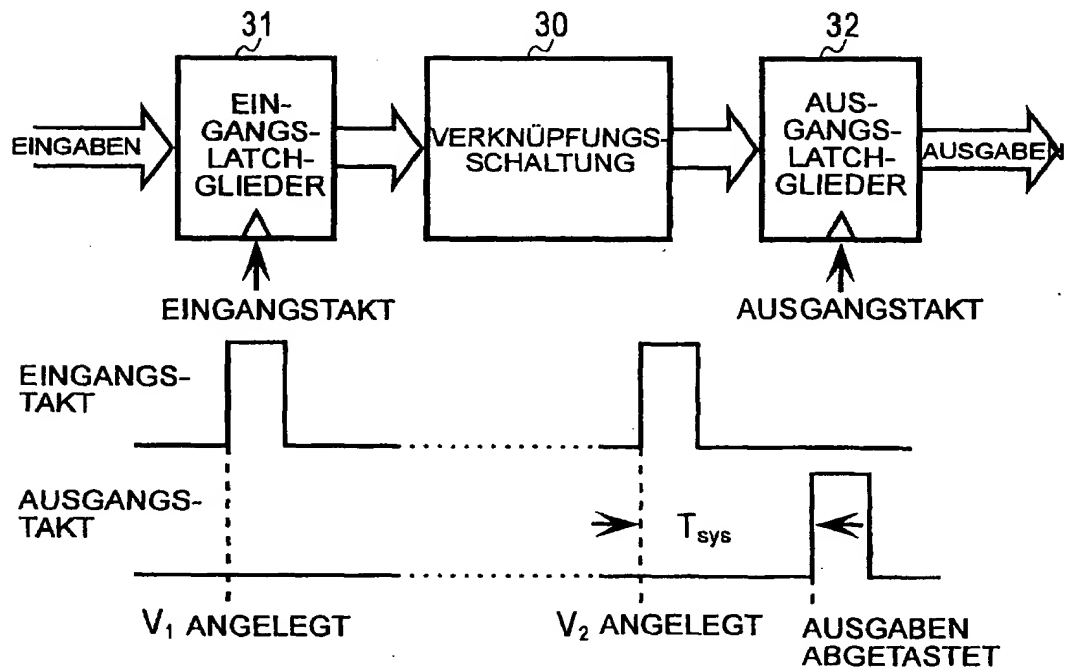 31
30
32
EINGABEN
EIN-
GANGS-
LATCH-
GLIEDER
VERKNÜPFUNGS-
SCHALTUNG
AUS-
GANGS-
LATCH-
GLIEDER
AUSGABEN
EINGANGSTAKT
AUSGANGSTAKT
EINGANGS-
TAKT
AUSGANGS-
TAKT
Tsys
V1 ANGELEGT
V2 ANGELEGT
AUSGABEN
ABGETASTET